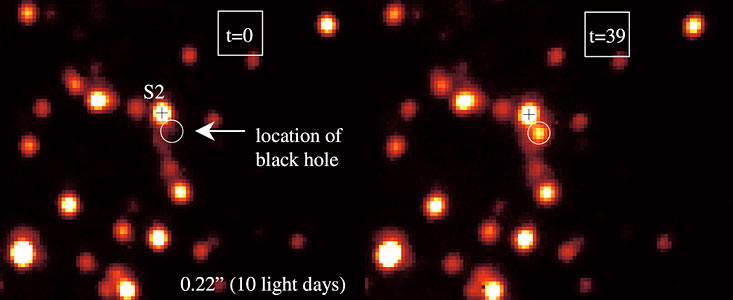 t=0
S2
location of
black hole
0.22” (10 light days)
t=39